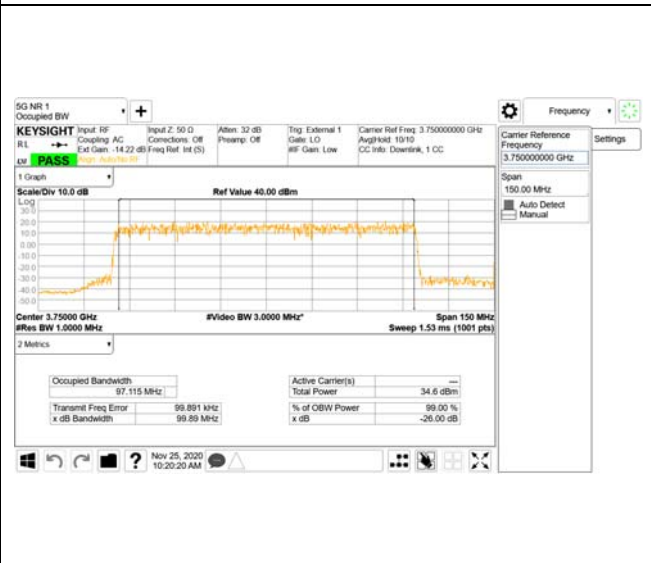 5G NR 1
Occupied BW
Frequency
KEYSIGHT
Input: RF
Coupling: AC
Ext Gain: -14.22 dB
Align: Auto/No RF
Input Z: 50 Ω
Corrections: Off
Freq Ref: Int (S)
Atten: 32 dB
Preamp: Off
Trig: External 1
Gate: LO
#IF Gain: Low
Carrier Ref Freq: 3.750000000 GHz
Avg|Hold: 10/10
CC Info: Downlink, 1 CC
RL
PASS
Carrier Reference
Frequency
3.750000000 GHz
Settings
Span
150.00 MHz
Auto Detect
Manual
1 Graph
Scale/Div 10.0 dB
Ref Value 40.00 dBm
Log
30.0
20.0
10.0
0.00
-10.0
-20.0
-30.0
-40.0
-50.0
Center 3.75000 GHz
#Video BW 3.0000 MHz*
Span 150 MHz
#Res BW 1.0000 MHz
Sweep 1.53 ms (1001 pts)
2 Metrics
Occupied Bandwidth
97.115 MHz
Active Carrier(s) —
Total Power 34.6 dBm
Transmit Freq Error 99.891 kHz
x dB Bandwidth 99.89 MHz
% of OBW Power 99.00 %
x dB -26.00 dB
?
Nov 25, 2020
10:20:20 AM